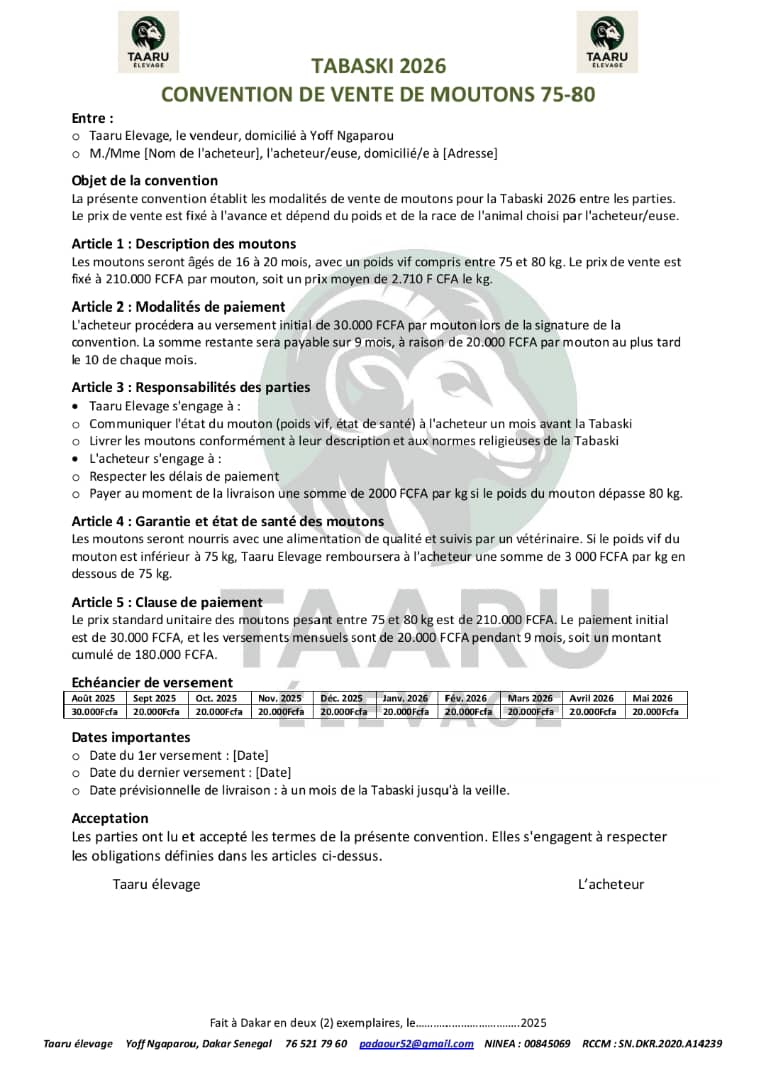 TAARU
ÉLEVAGE
TAARU
ÉLEVAGE
TABASKI 2026
CONVENTION DE VENTE DE MOUTONS 75-80
Entre :
o Taaru Elevage, le vendeur, domicilié à Yoff Ngaparou
o M./Mme [Nom de l'acheteur], l'acheteur/euse, domicilié/e à [Adresse]
Objet de la convention
La présente convention établit les modalités de vente de moutons pour la Tabaski 2026 entre les parties.
Le prix de vente est fixé à l'avance et dépend du poids et de la race de l'animal choisi par l'acheteur/euse.
Article 1 : Description des moutons
Les moutons seront âgés de 16 à 20 mois, avec un poids vif compris entre 75 et 80 kg. Le prix de vente est
fixé à 210.000 FCFA par mouton, soit un prix moyen de 2.710 F CFA le kg.
Article 2 : Modalités de paiement
L'acheteur procédera au versement initial de 30.000 FCFA par mouton lors de la signature de la
convention. La somme restante sera payable sur 9 mois, à raison de 20.000 FCFA par mouton au plus tard
le 10 de chaque mois.
Article 3 : Responsabilités des parties
• Taaru Elevage s'engage à :
o Communiquer l'état du mouton (poids vif, état de santé) à l'acheteur un mois avant la Tabaski
o Livrer les moutons conformément à leur description et aux normes religieuses de la Tabaski
• L'acheteur s'engage à :
o Respecter les délais de paiement
o Payer au moment de la livraison une somme de 2000 FCFA par kg si le poids du mouton dépasse 80 kg.
Article 4 : Garantie et état de santé des moutons
Les moutons seront nourris avec une alimentation de qualité et suivis par un vétérinaire. Si le poids vif du
mouton est inférieur à 75 kg, Taaru Elevage remboursera à l'acheteur une somme de 3 000 FCFA par kg en
dessous de 75 kg.
Article 5 : Clause de paiement
Le prix standard unitaire des moutons pesant entre 75 et 80 kg est de 210.000 FCFA. Le paiement initial
est de 30.000 FCFA, et les versements mensuels sont de 20.000 FCFA pendant 9 mois, soit un montant
cumulé de 180.000 FCFA.
TAARU
ÉLEVAGE
Echéancier de versement
Août 2025 Sept 2025 Oct. 2025 Nov. 2025 Déc. 2025 Janv. 2026 Fév. 2026 Mars 2026 Avril 2026 Mai 2026
30.000Fcfa 20.000Fcfa 20.000Fcfa 20.000Fcfa 20.000Fcfa 20.000Fcfa 20.000Fcfa 20.000Fcfa 20.000Fcfa 20.000Fcfa
Dates importantes
o Date du 1er versement : [Date]
o Date du dernier versement : [Date]
o Date prévisionnelle de livraison : à un mois de la Tabaski jusqu'à la veille.
Acceptation
Les parties ont lu et accepté les termes de la présente convention. Elles s'engagent à respecter
les obligations définies dans les articles ci-dessus.
Taaru élevage L'acheteur
Fait à Dakar en deux (2) exemplaires, le……………………………..2025
Taaru élevage Yoff Ngaparou, Dakar Senegal 76 521 79 60 padaour52@gmail.com NINEA : 00845069 RCCM : SN.DKR.2020.A14239